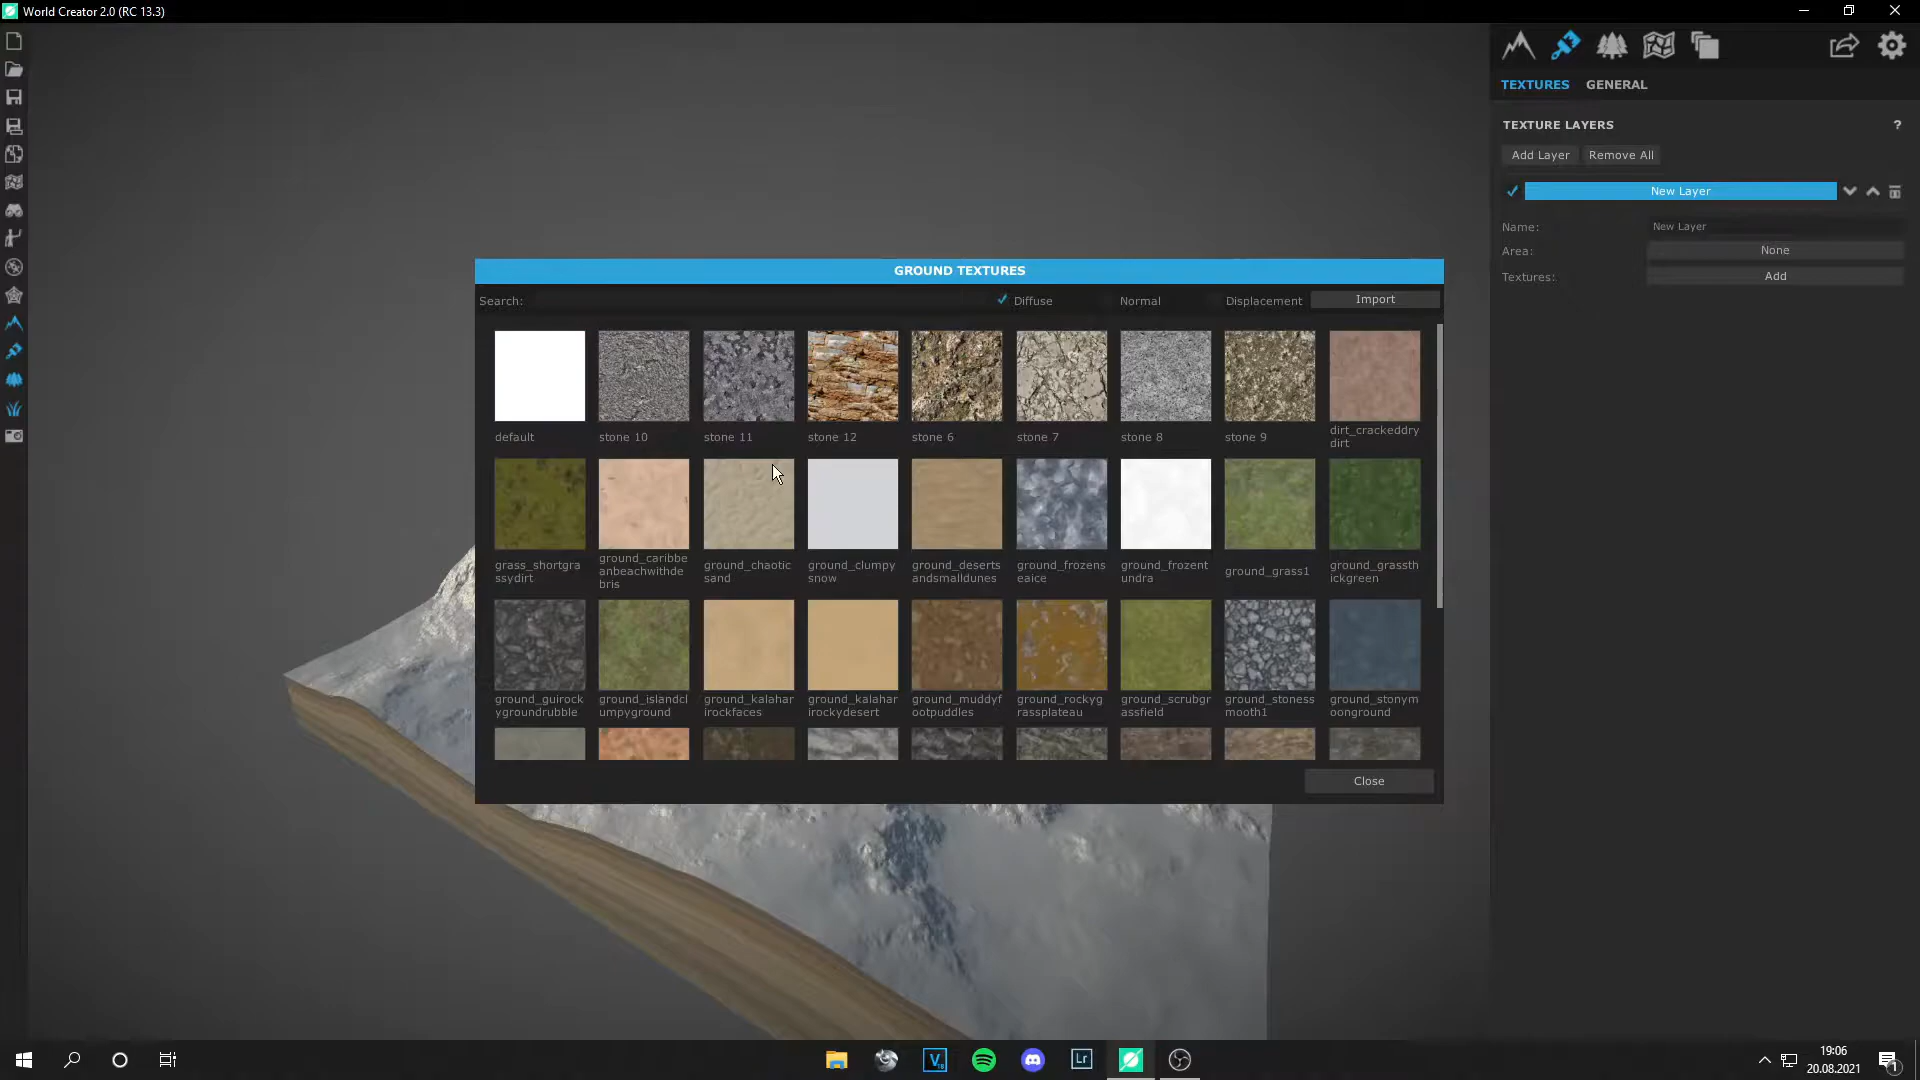 World Creator 2.0 (RC 13.3)
TEXTURES GENERAL
TEXTURE LAYERS ?
Add Layer Remove All
New Layer
Name: New Layer
Area: None
Textures: Add
GROUND TEXTURES
Search: Diffuse Normal Displacement Import
default stone 10 stone 11 stone 12 stone 6 stone 7 stone 8 stone 9 dirt_crackeddry
dirt
grass_shortgra
ssydirt
ground_caribbe
anbeachwithde
bris
ground_chaotic
sand
ground_clumpy
snow
ground_deserts
andsmalldunes
ground_frozens
eaice
ground_frozent
undra
ground_grass1
ground_grassth
ickgreen
ground_guirock
ygroundrubble
ground_islandcl
umpyground
ground_kalahar
irockfaces
ground_kalahar
irockydesert
ground_muddyf
ootpuddles
ground_rockyg
rassplateau
ground_scrubgr
assfield
ground_stoness
mooth1
ground_stonym
oonground
Close
V
18
Lr
19:06
20.08.2021
1